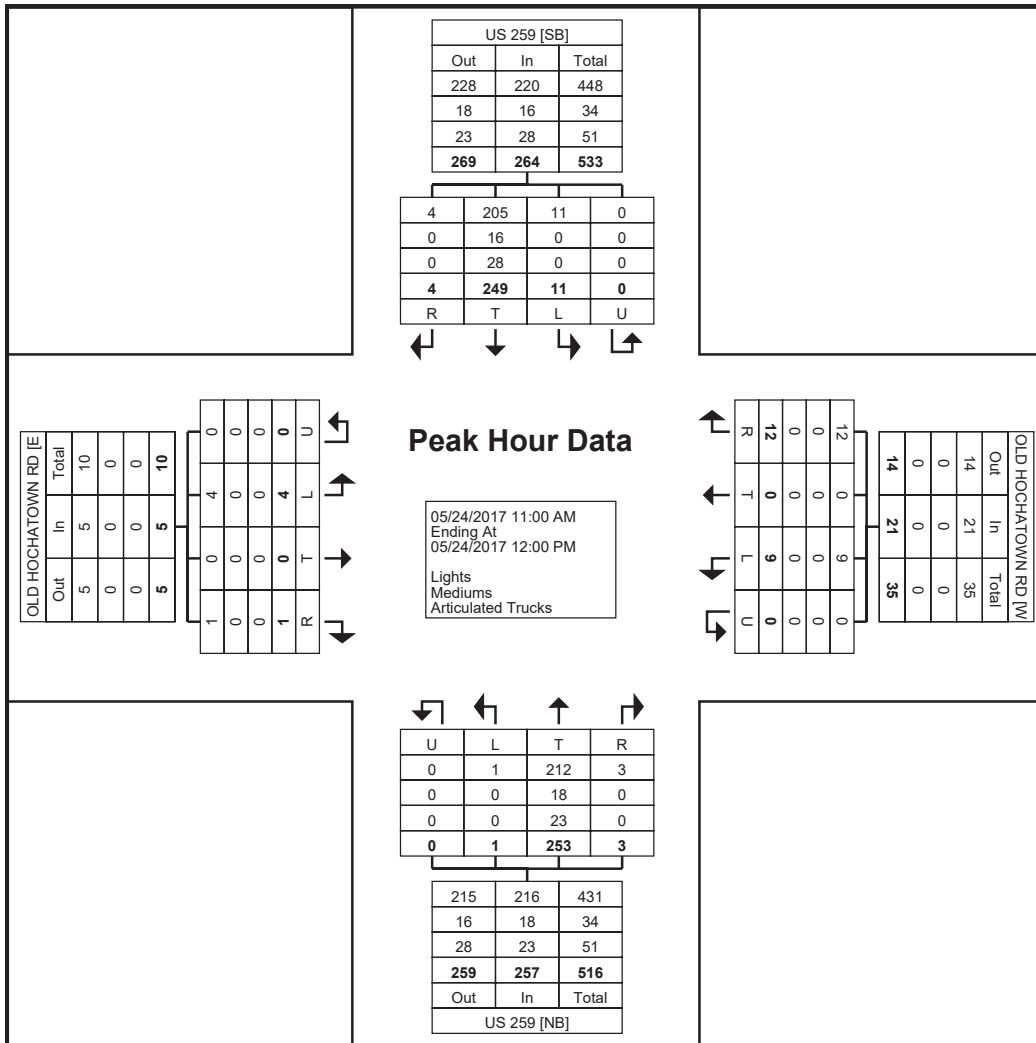 US 259 [SB]
Out In Total
228 220 448
18 16 34
23 28 51
269 264 533
4 205 11 0
0 16 0 0
0 28 0 0
4 249 11 0
R T L U
OLD HOCHATOWN RD [E
Total In Out
10 5 5
0 0 0
0 0 0
10 5 5
0 4 0 1
0 0 0 0
0 0 0 0
0 4 0 1
U L T R
Peak Hour Data
05/24/2017 11:00 AM
Ending At
05/24/2017 12:00 PM
Lights
Mediums
Articulated Trucks
R T L U
12 0 9 0
0 0 0 0
0 0 0 0
12 0 9 0
14 21 35
0 0 0
0 0 0
14 21 35
Out In Total
OLD HOCHATOWN RD [W
U L T R
0 1 212 3
0 0 18 0
0 0 23 0
0 1 253 3
215 216 431
16 18 34
28 23 51
259 257 516
Out In Total
US 259 [NB]